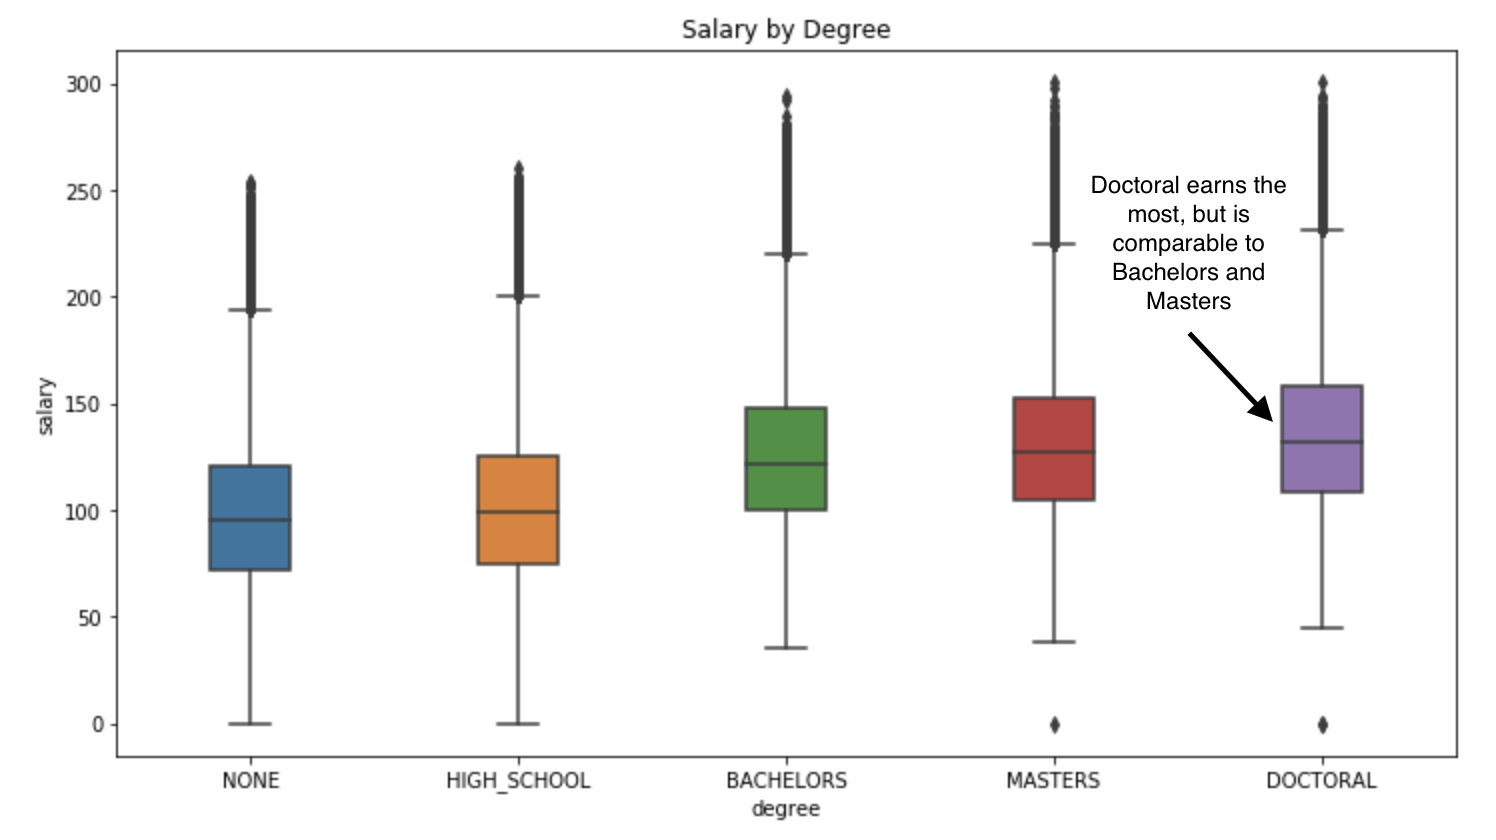 Salary by Degree
300
250
200
150
100
50
0
salary
Doctoral earns the
most, but is
comparable to
Bachelors and
Masters
NONE
HIGH_SCHOOL
BACHELORS
MASTERS
DOCTORAL
degree